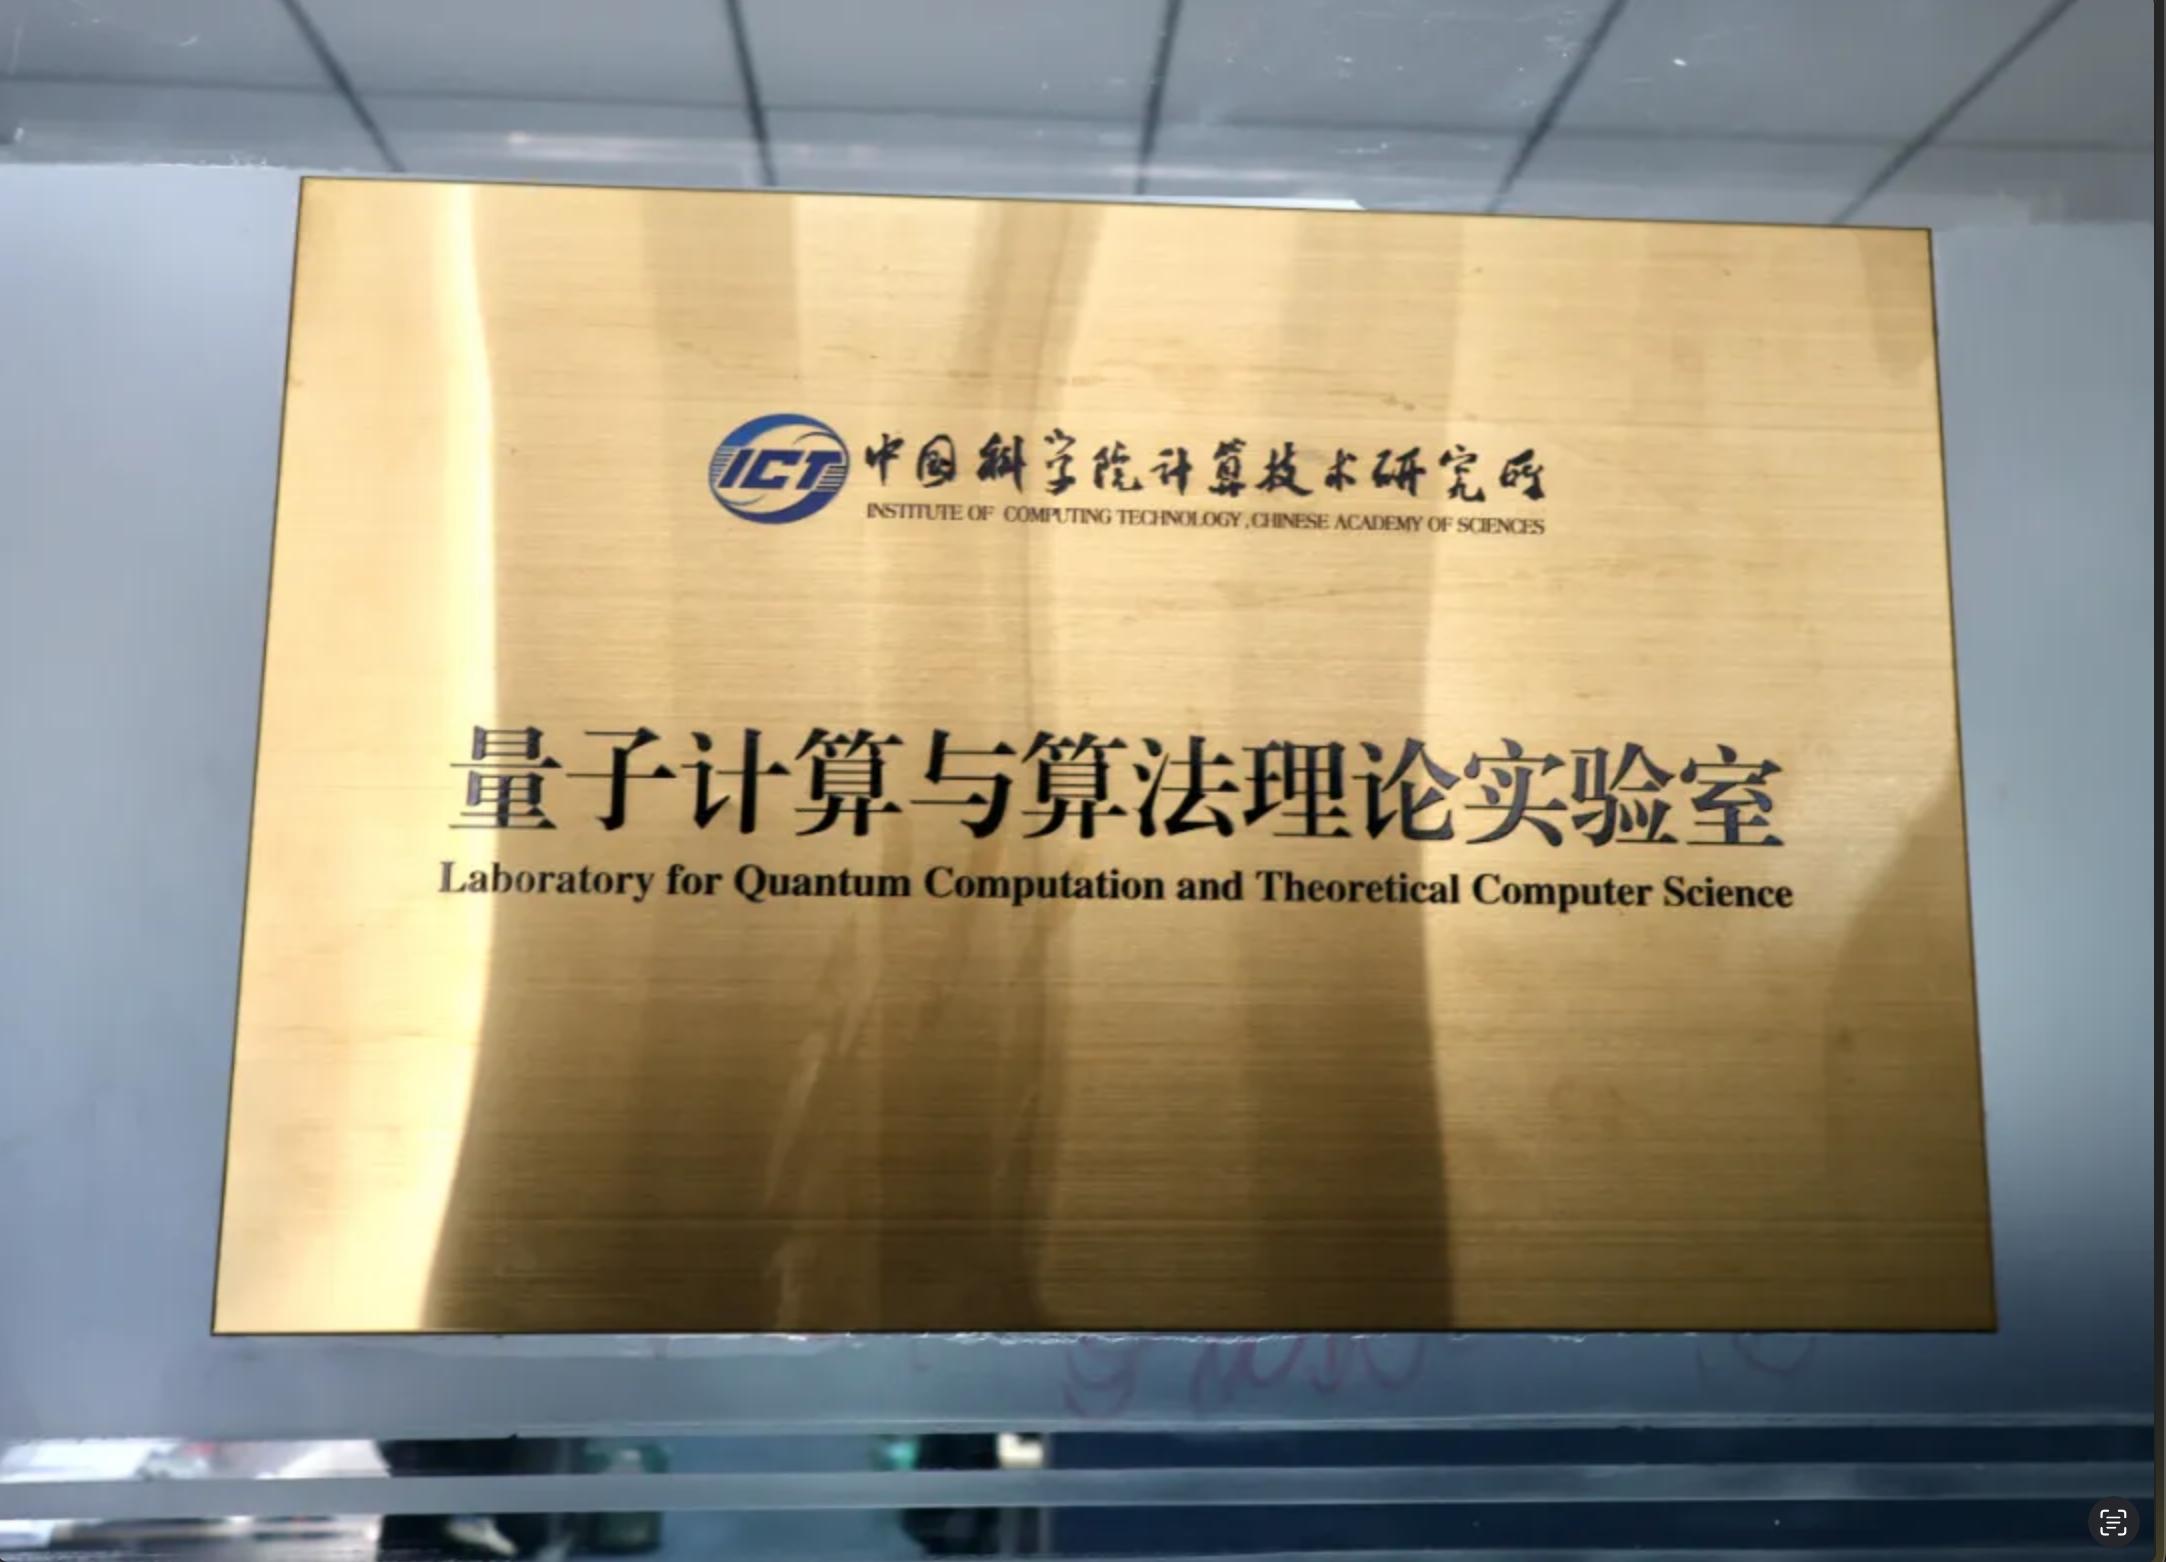 ICT
中国科学院计算技术研究所
INSTITUTE OF COMPUTING TECHNOLOGY, CHINESE ACADEMY OF SCIENCES
量子计算与算法理论实验室
Laboratory for Quantum Computation and Theoretical Computer Science